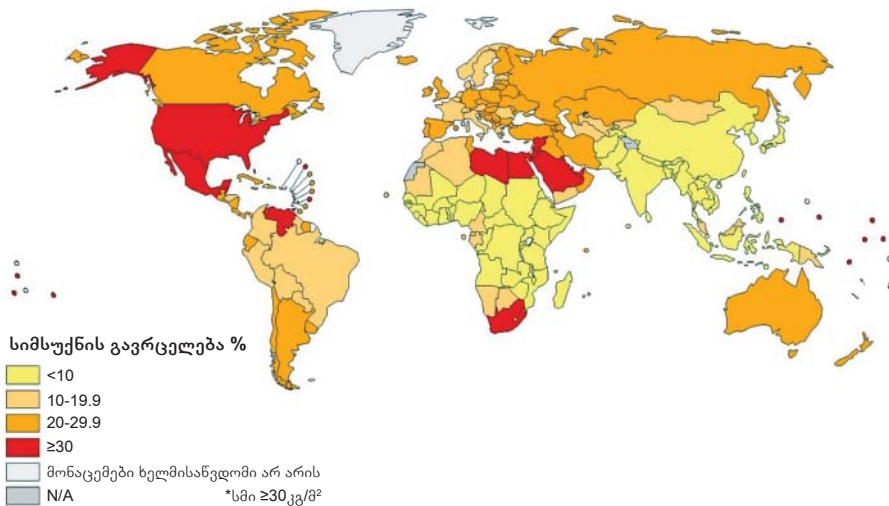 სიმსუქნის გავრცელება %
<10
10-19.9
20-29.9
≥30
მონაცემები ხელმისაწვდომი არ არის
N/A *სმი ≥30კგ/მ²